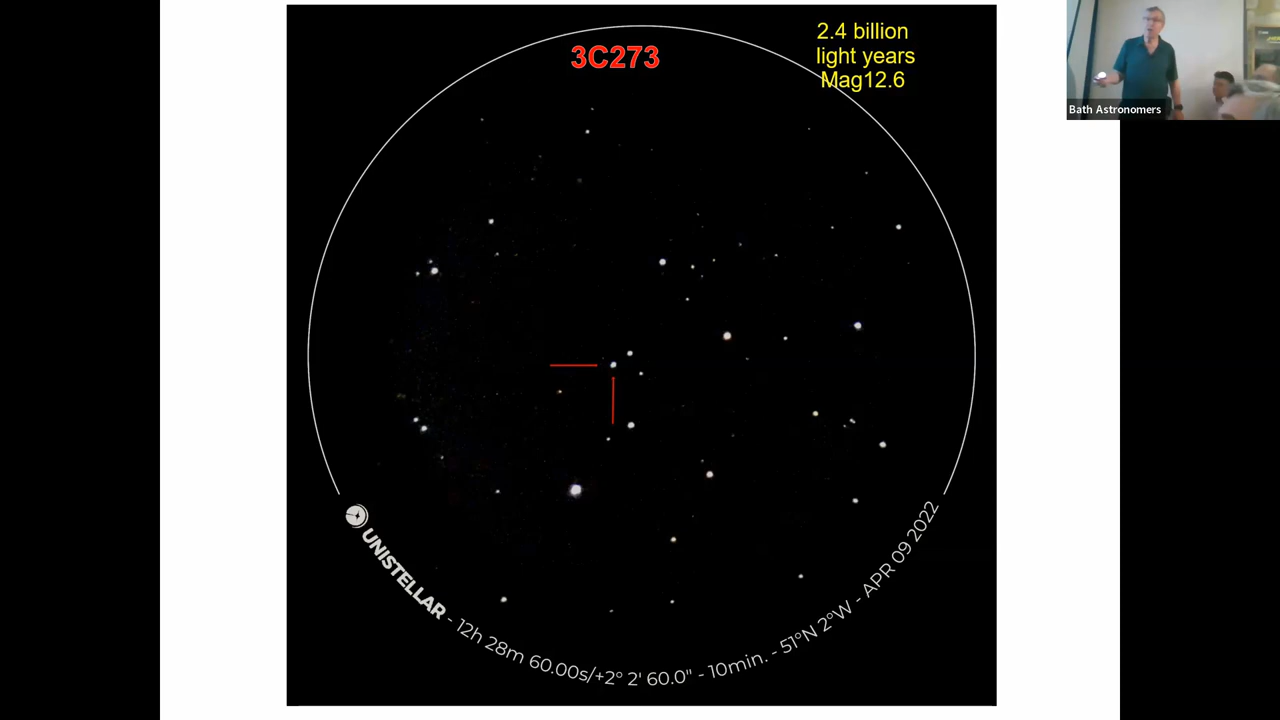 3C273
2.4 billion
light years
Mag12.6
Bath Astronomers
UNISTELLAR - 12h 28m 60.00s/+2° 2' 60.0" - 10min. - 51°N 2°W - APR 09 2022